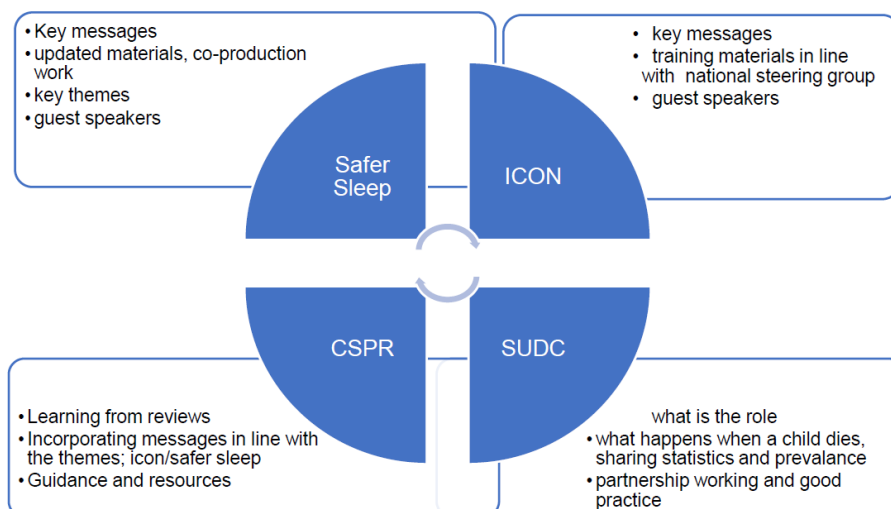 • Key messages
• updated materials, co-production
work
• key themes
• guest speakers
• key messages
• training materials in line
with national steering group
• guest speakers
Safer
Sleep
ICON
CSPR
SUDC
• Learning from reviews
• Incorporating messages in line with
the themes; icon/safer sleep
• Guidance and resources
what is the role
• what happens when a child dies,
sharing statistics and prevalance
• partnership working and good
practice